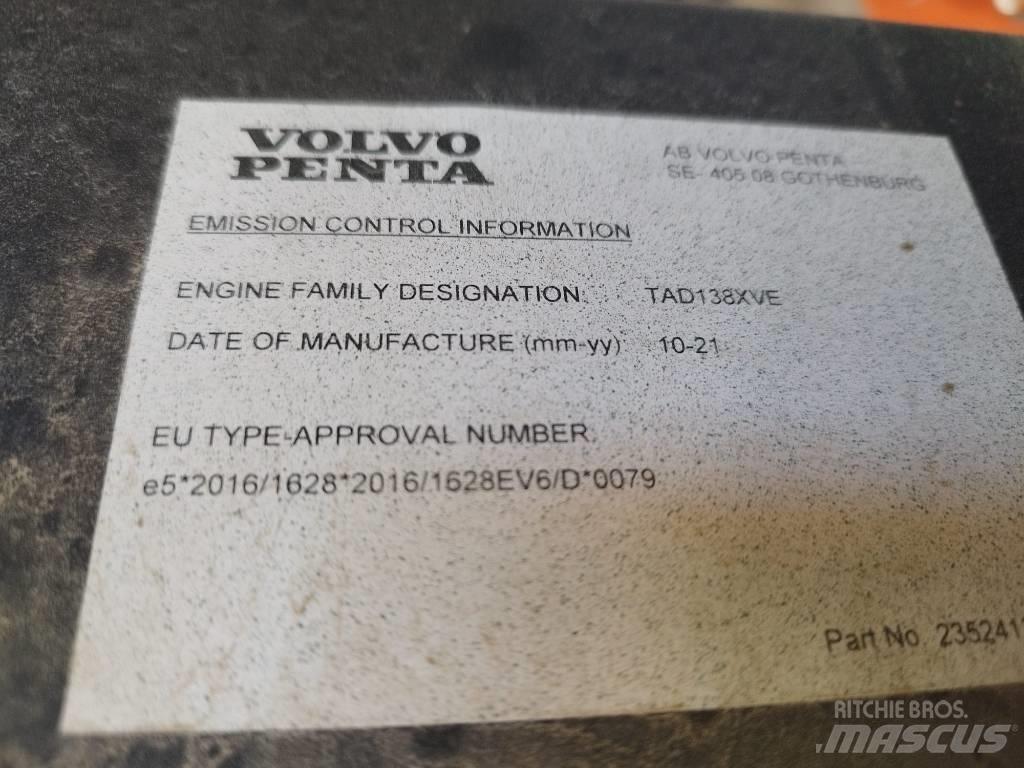 VOLVO
PENTA
AB VOLVO PENTA
SE- 405 08 GOTHENBURG
EMISSION CONTROL INFORMATION
ENGINE FAMILY DESIGNATION: TAD138XVE
DATE OF MANUFACTURE (mm-yy) 10-21
EU TYPE-APPROVAL NUMBER:
e5*2016/1628*2016/1628EV6/D*0079
Part No.
RITCHIE BROS.
MASCUS